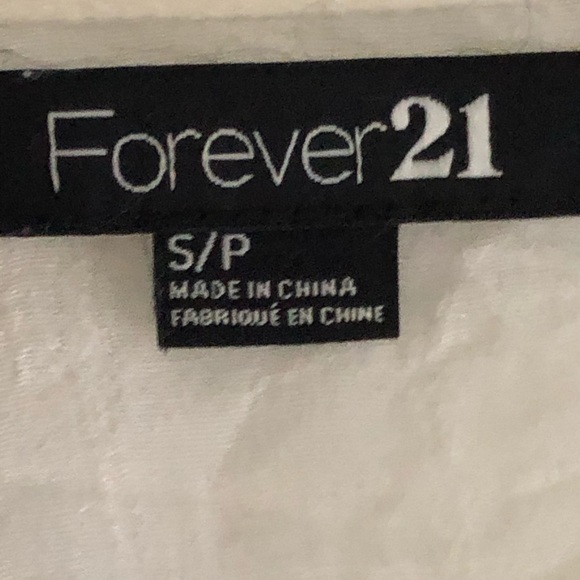 Forever21
S/P
MADE IN CHINA
FABRIQUÉ EN CHINE